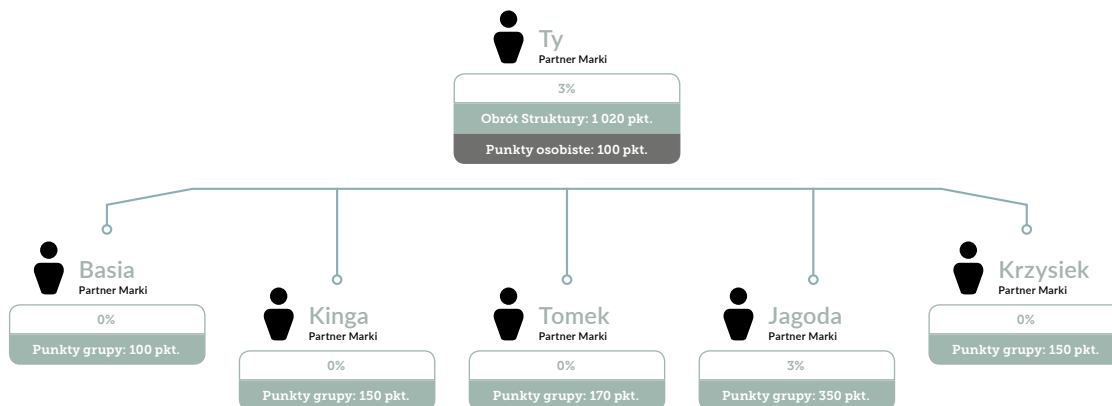 Ty
Partner Marki
3%
Obrót Struktury: 1 020 pkt.
Punkty osobiste: 100 pkt.
Basia
Partner Marki
0%
Punkty grupy: 100 pkt.
Kinga
Partner Marki
0%
Punkty grupy: 150 pkt.
Tomek
Partner Marki
0%
Punkty grupy: 170 pkt.
Jagoda
Partner Marki
3%
Punkty grupy: 350 pkt.
Krzysiek
Partner Marki
0%
Punkty grupy: 150 pkt.